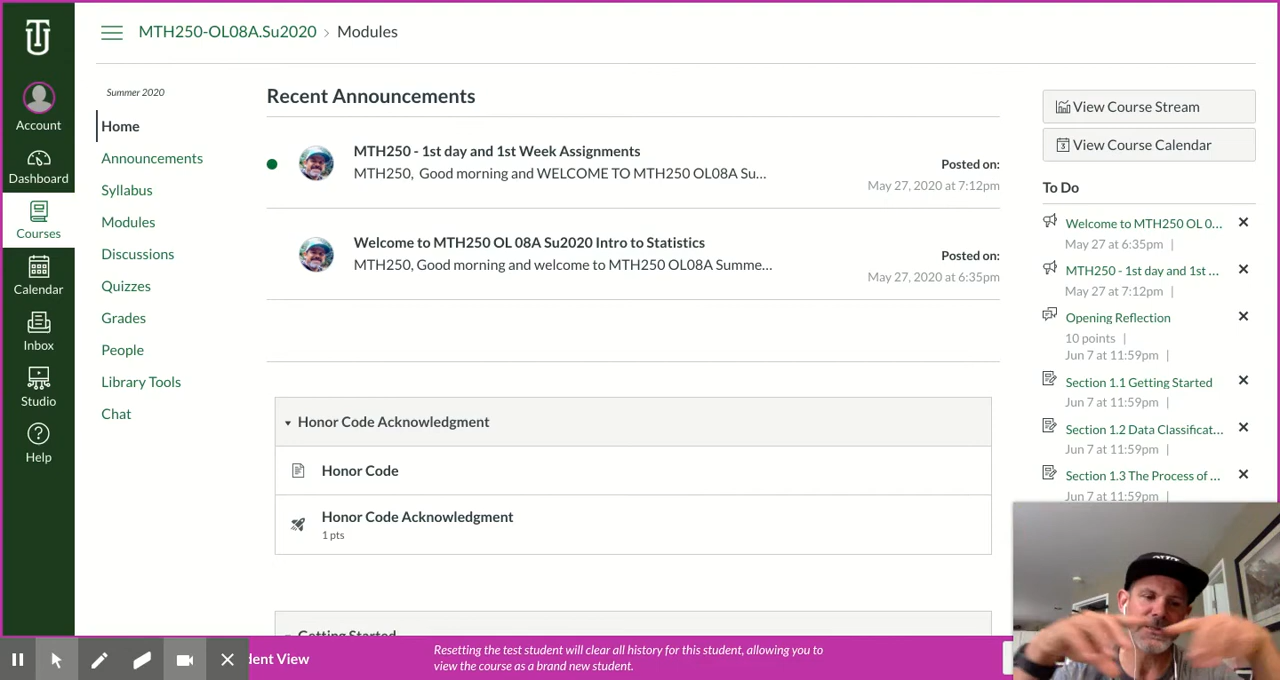 MTH250-OL08A.Su2020 › Modules
Account
Dashboard
Courses
Calendar
Inbox
Studio
Help
Summer 2020
Home
Announcements
Syllabus
Modules
Discussions
Quizzes
Grades
People
Library Tools
Chat
Recent Announcements
MTH250 - 1st day and 1st Week Assignments
MTH250,  Good morning and WELCOME TO MTH250 OL08A Su...
Posted on:
May 27, 2020 at 7:12pm
Welcome to MTH250 OL 08A Su2020 Intro to Statistics
MTH250, Good morning and welcome to MTH250 OL08A Summe...
Posted on:
May 27, 2020 at 6:35pm
Honor Code Acknowledgment
Honor Code
Honor Code Acknowledgment
1 pts
Getting Started
View Course Stream
View Course Calendar
To Do
Welcome to MTH250 OL 0...
May 27 at 6:35pm |
MTH250 - 1st day and 1st ...
May 27 at 7:12pm |
Opening Reflection
10 points |
Jun 7 at 11:59pm |
Section 1.1 Getting Started
Jun 7 at 11:59pm |
Section 1.2 Data Classificat...
Jun 7 at 11:59pm |
Section 1.3 The Process of ...
Jun 7 at 11:59pm |
dent View
Resetting the test student will clear all history for this student, allowing you to
view the course as a brand new student.